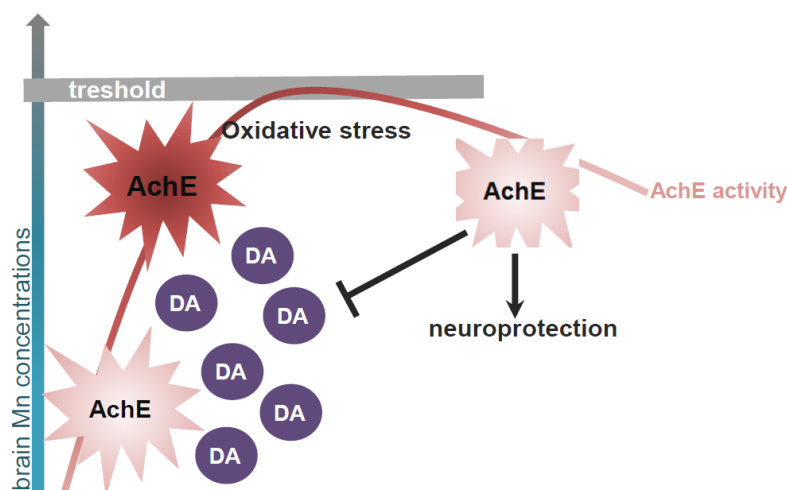 treshold
Oxidative stress
AchE
AchE
AchE activity
DA
DA
DA
neuroprotection
DA
AchE
DA
DA
brain Mn concentrations